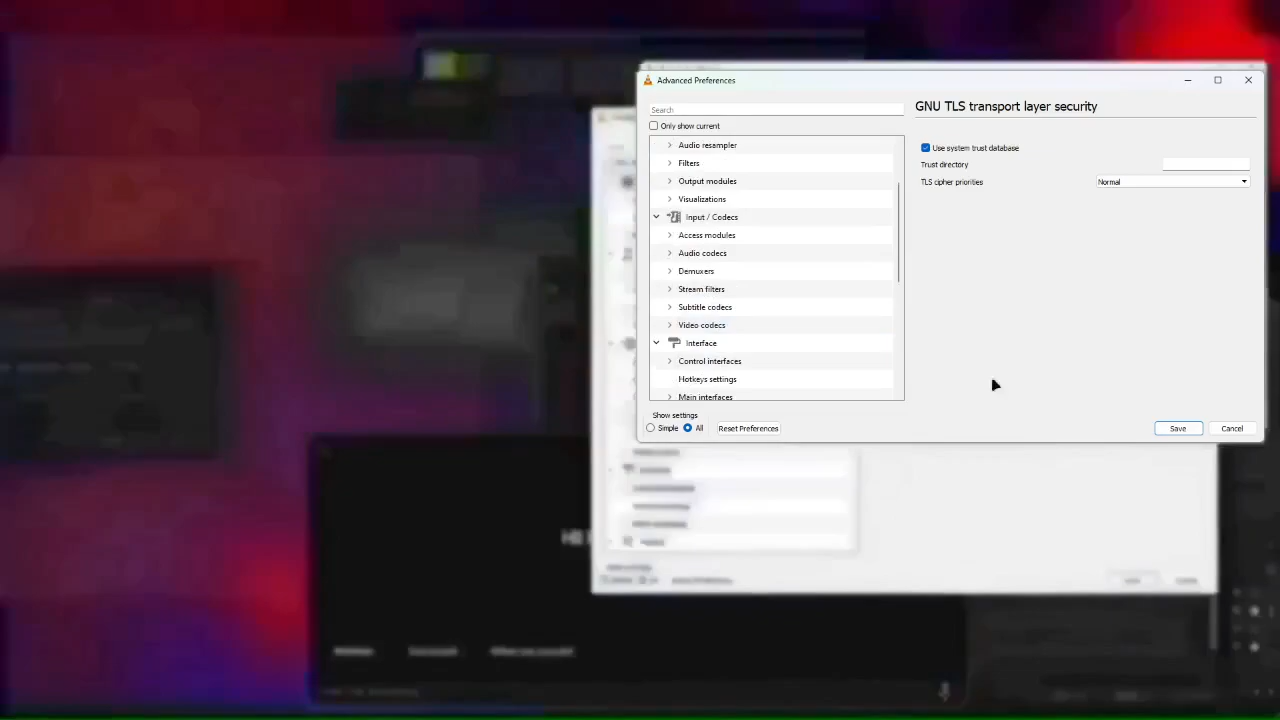 Advanced Preferences
Search
Only show current
Audio resampler
Filters
Output modules
Visualizations
Input / Codecs
Access modules
Audio codecs
Demuxers
Stream filters
Subtitle codecs
Video codecs
Interface
Control interfaces
Hotkeys settings
Main interfaces
Show settings
Simple All Reset Preferences
GNU TLS transport layer security
Use system trust database
Trust directory
TLS cipher priorities Normal
Save Cancel